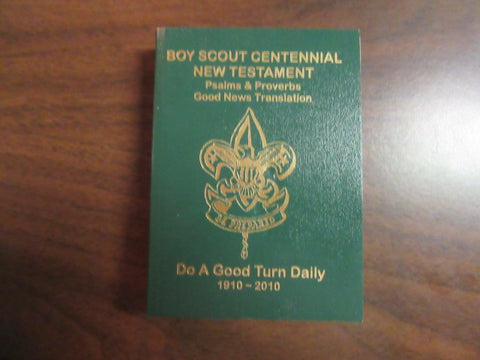 BOY SCOUT CENTENNIAL
NEW TESTAMENT
Psalms & Proverbs
Good News Translation
BE PREPARED
Do A Good Turn Daily
1910 ~ 2010